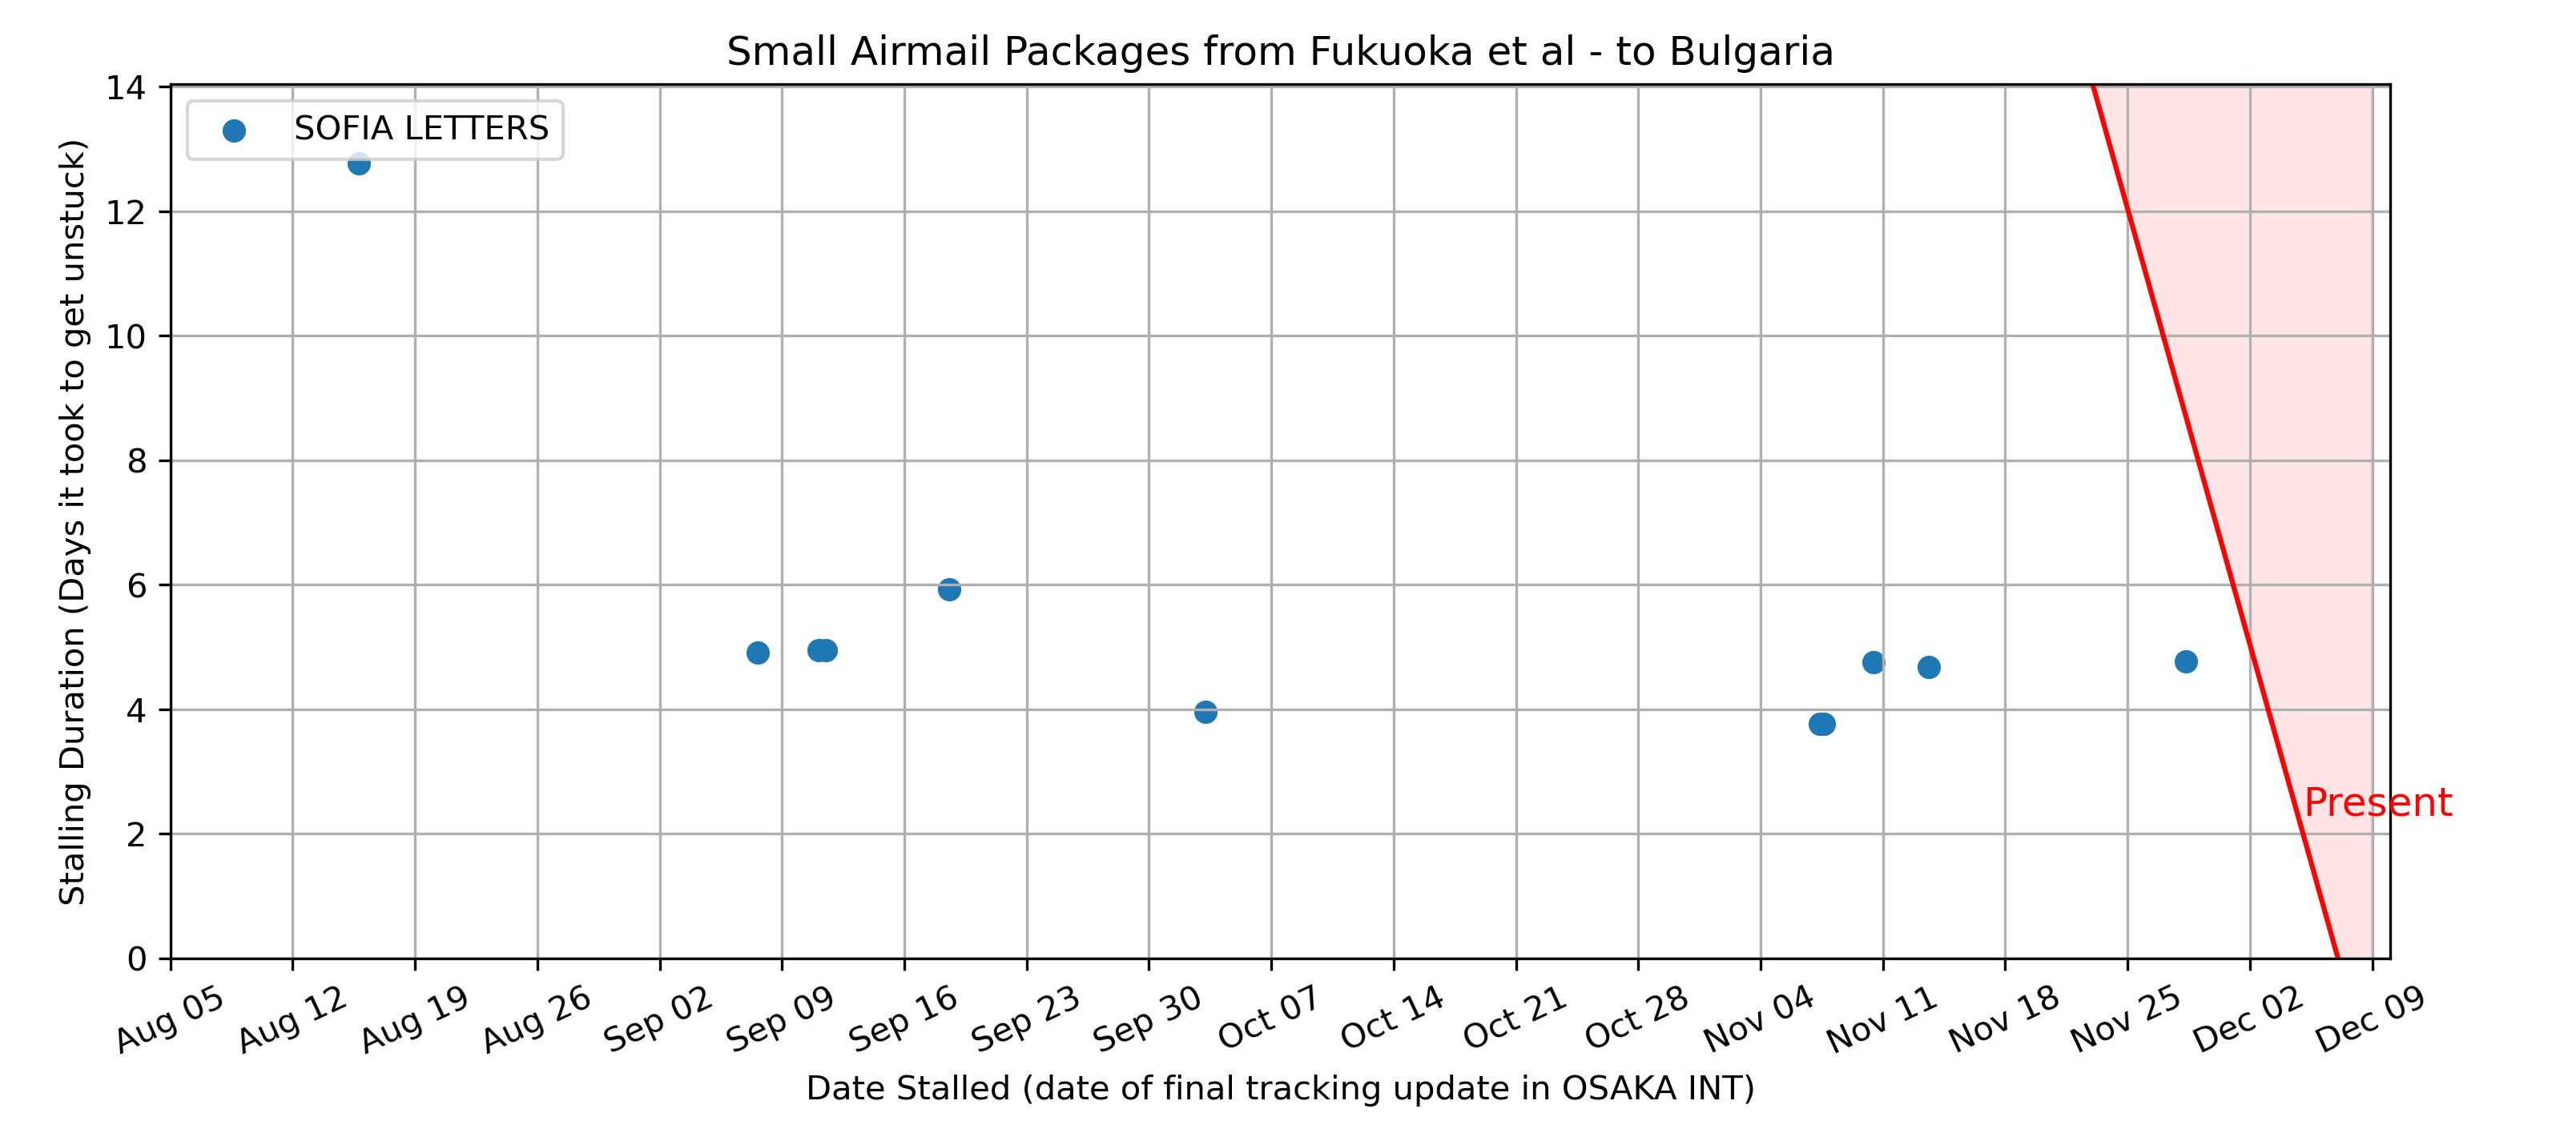 Small Airmail Packages from Fukuoka et al - to Bulgaria
SOFIA LETTERS
Stalling Duration (Days it took to get unstuck)
14
12
10
8
6
4
2
0
Present
Aug 05
Aug 12
Aug 19
Aug 26
Sep 02
Sep 09
Sep 16
Sep 23
Sep 30
Oct 07
Oct 14
Oct 21
Oct 28
Nov 04
Nov 11
Nov 18
Nov 25
Dec 02
Dec 09
Date Stalled (date of final tracking update in OSAKA INT)